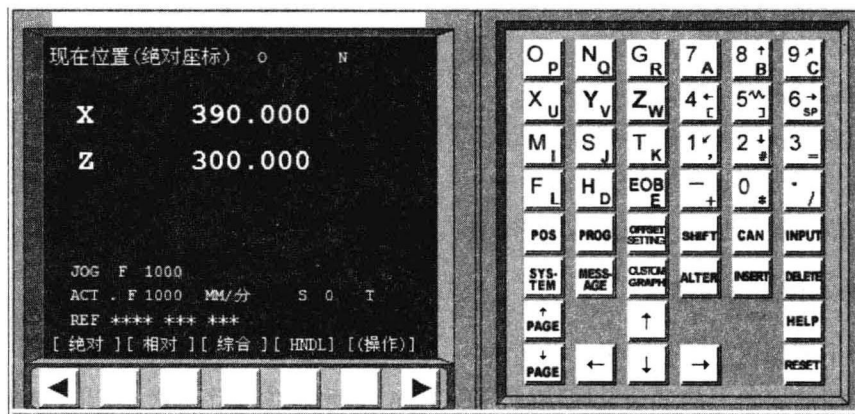 现在位置(绝对座标) O N
X 390.000
Z 300.000
JOG F 1000
ACT . F 1000 MM/分 S 0 T
REF **** *** ***
[ 绝对 ][ 相对 ][ 综合 ][ HNDL] [(操作)]
O P N Q G R 7 A 8 ↑ B 9 ↗ C
X U Y V Z W 4 ← [ 5 ] 6 → SP
M I S J T K 1 ↙ , 2 ↓ # 3 =
F L H D EOB E — + 0 * · /
POS PROG OFFSET SETTING SHIFT CAN INPUT
SYS-TEM MESS-AGE CUSTOM GRAPH ALTER INSERT DELETE
↑ PAGE ↑ HELP
↓ PAGE ← ↓ → RESET